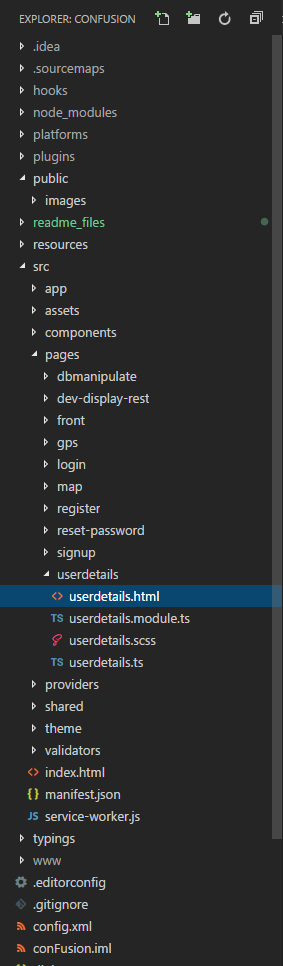 EXPLORER: CONFUSION
.idea
.sourcemaps
hooks
node_modules
platforms
plugins
public
images
readme_files
resources
src
app
assets
components
pages
dbmanipulate
dev-display-rest
front
gps
login
map
register
reset-password
signup
userdetails
<> userdetails.html
TS userdetails.module.ts
userdetails.scss
TS userdetails.ts
providers
shared
theme
validators
<> index.html
{ } manifest.json
JS service-worker.js
typings
www
.editorconfig
.gitignore
config.xml
conFusion.iml